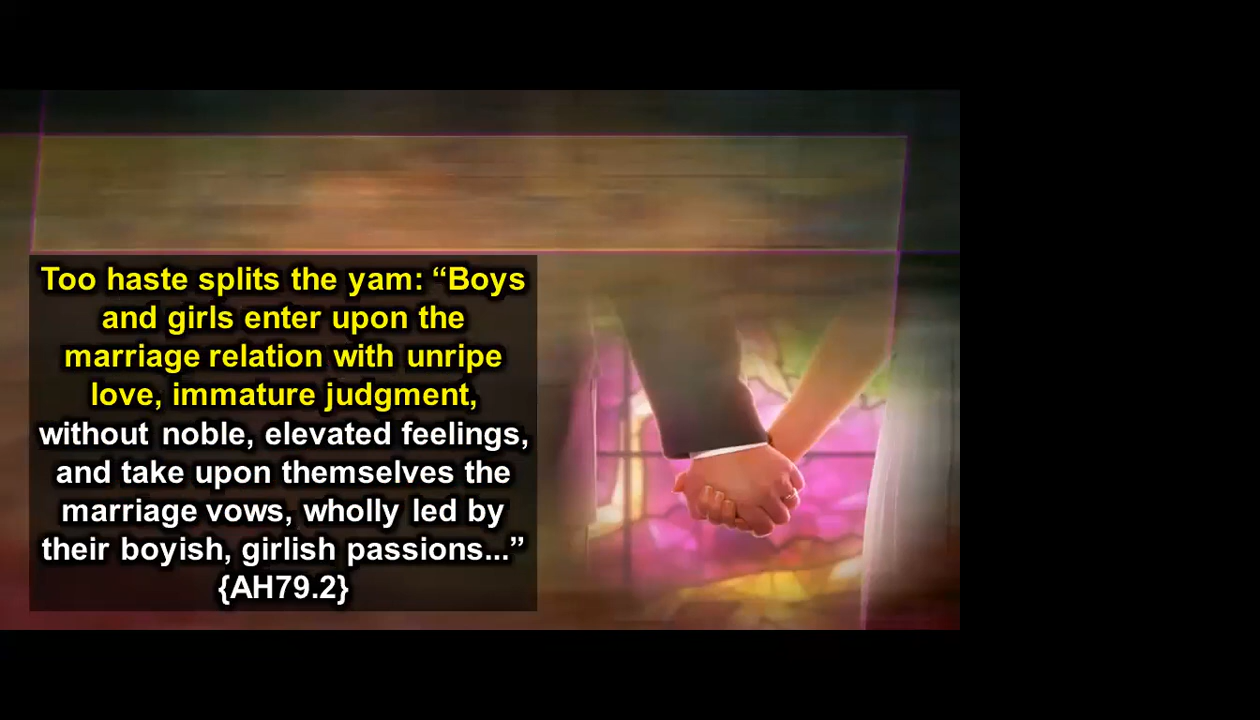 Too haste splits the yam: “Boys
and girls enter upon the
marriage relation with unripe
love, immature judgment,
without noble, elevated feelings,
and take upon themselves the
marriage vows, wholly led by
their boyish, girlish passions...”
{AH79.2}